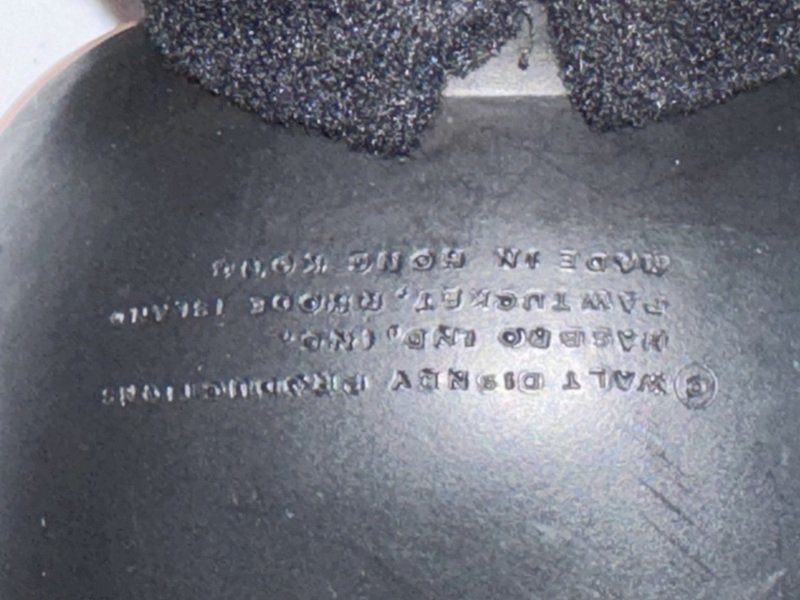 © WALT DISNEY PRODUCTIONS
HASBRO IND., INC.
PAWTUCKET, RHODE ISLAND
MADE IN HONG KONG